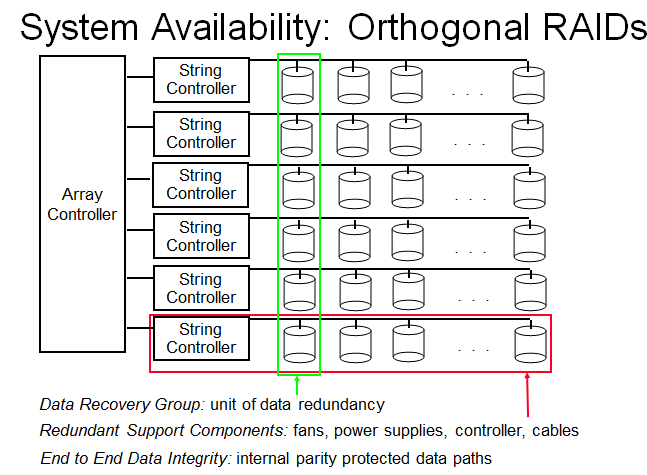 System Availability: Orthogonal RAIDs
String
Controller
. . .
String
Controller
. . .
String
Controller
. . .
Array
Controller
String
Controller
. . .
String
Controller
. . .
String
Controller
. . .
Data Recovery Group: unit of data redundancy
Redundant Support Components: fans, power supplies, controller, cables
End to End Data Integrity: internal parity protected data paths